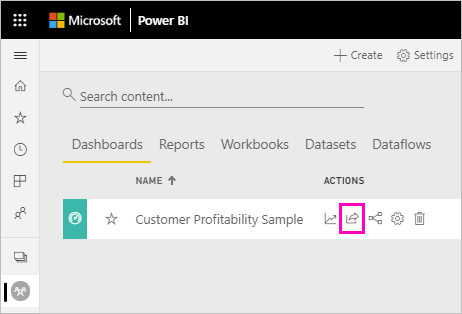 Microsoft Power BI
Create Settings
Search content...
Dashboards Reports Workbooks Datasets Dataflows
NAME ACTIONS
Customer Profitability Sample